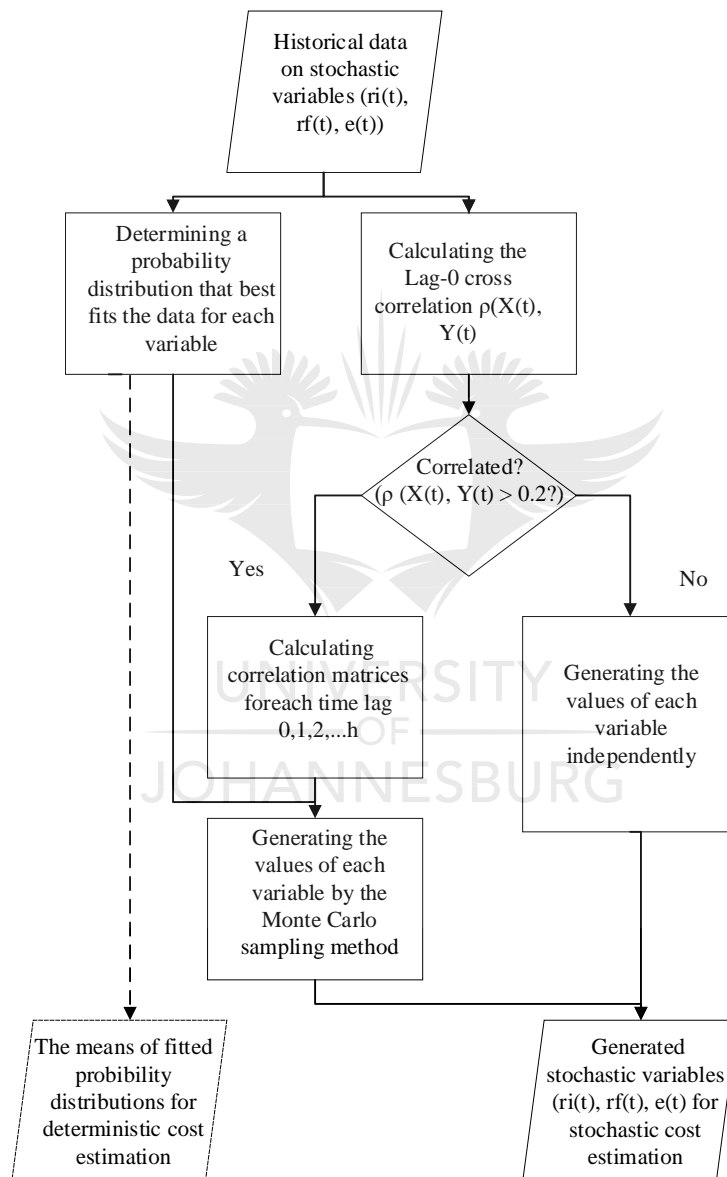 Historical data
on stochastic
variables (ri(t),
rf(t), e(t))
Determining a
probability
distribution that best
fits the data for each
variable
Calculating the
Lag-0 cross
correlation ρ(X(t),
Y(t)
Correlated?
(ρ (X(t), Y(t) > 0.2?)
Yes
No
Calculating
correlation matrices
foreach time lag
0,1,2,...h
Generating the
values of each
variable
independently
UNIVERSITY
OF
JOHANNESBURG
Generating the
values of each
variable by the
Monte Carlo
sampling method
The means of fitted
probibility
distributions for
deterministic cost
estimation
Generated
stochastic variables
(ri(t), rf(t), e(t) for
stochastic cost
estimation